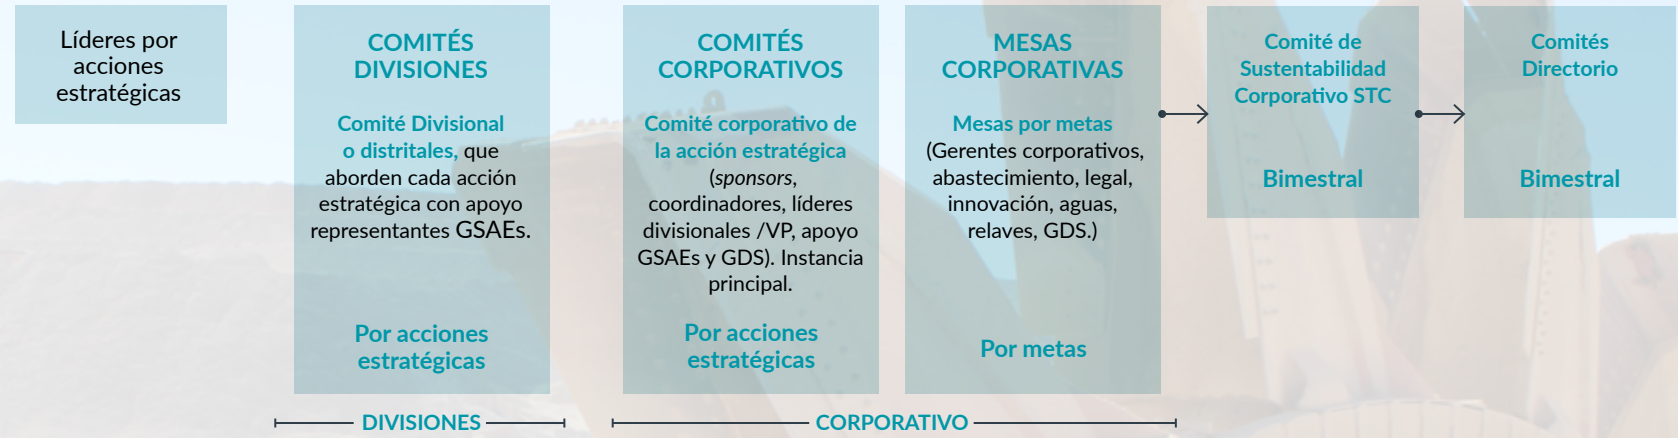 Líderes por
acciones
estratégicas
COMITÉS
DIVISIONES
Comité Divisional
o distritales, que
aborden cada acción
estratégica con apoyo
representantes GSAEs.
Por acciones
estratégicas
COMITÉS
CORPORATIVOS
Comité corporativo de
la acción estratégica
(sponsors,
coordinadores, líderes
divisionales /VP, apoyo
GSAEs y GDS). Instancia
principal.
Por acciones
estratégicas
MESAS
CORPORATIVAS
Mesas por metas
(Gerentes corporativos,
abastecimiento, legal,
innovación, aguas,
relaves, GDS.)
Por metas
Comité de
Sustentabilidad
Corporativo STC
Bimestral
Comités
Directorio
Bimestral
DIVISIONES
CORPORATIVO